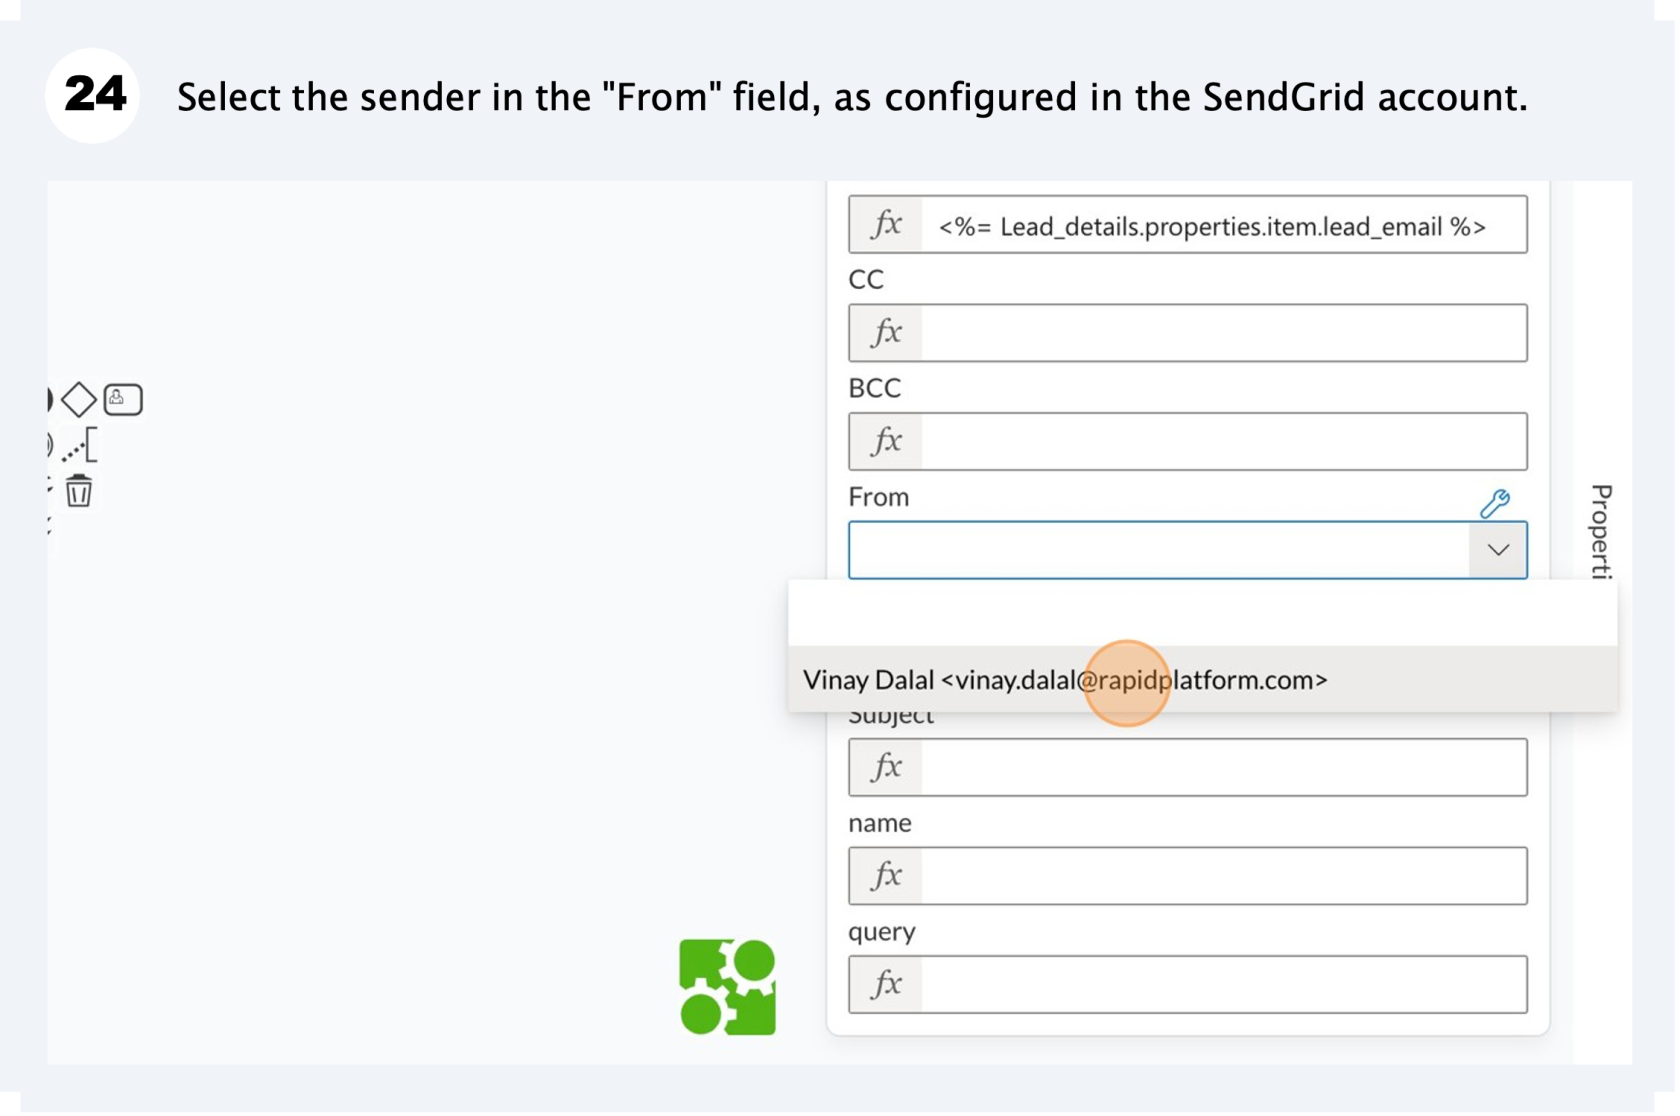 24
Select the sender in the "From" field, as configured in the SendGrid account.
fx <%= Lead_details.properties.item.lead_email %>
CC
fx
BCC
fx
From
Vinay Dalal <vinay.dalal@rapidplatform.com>
Subject
fx
name
fx
query
fx
Properti